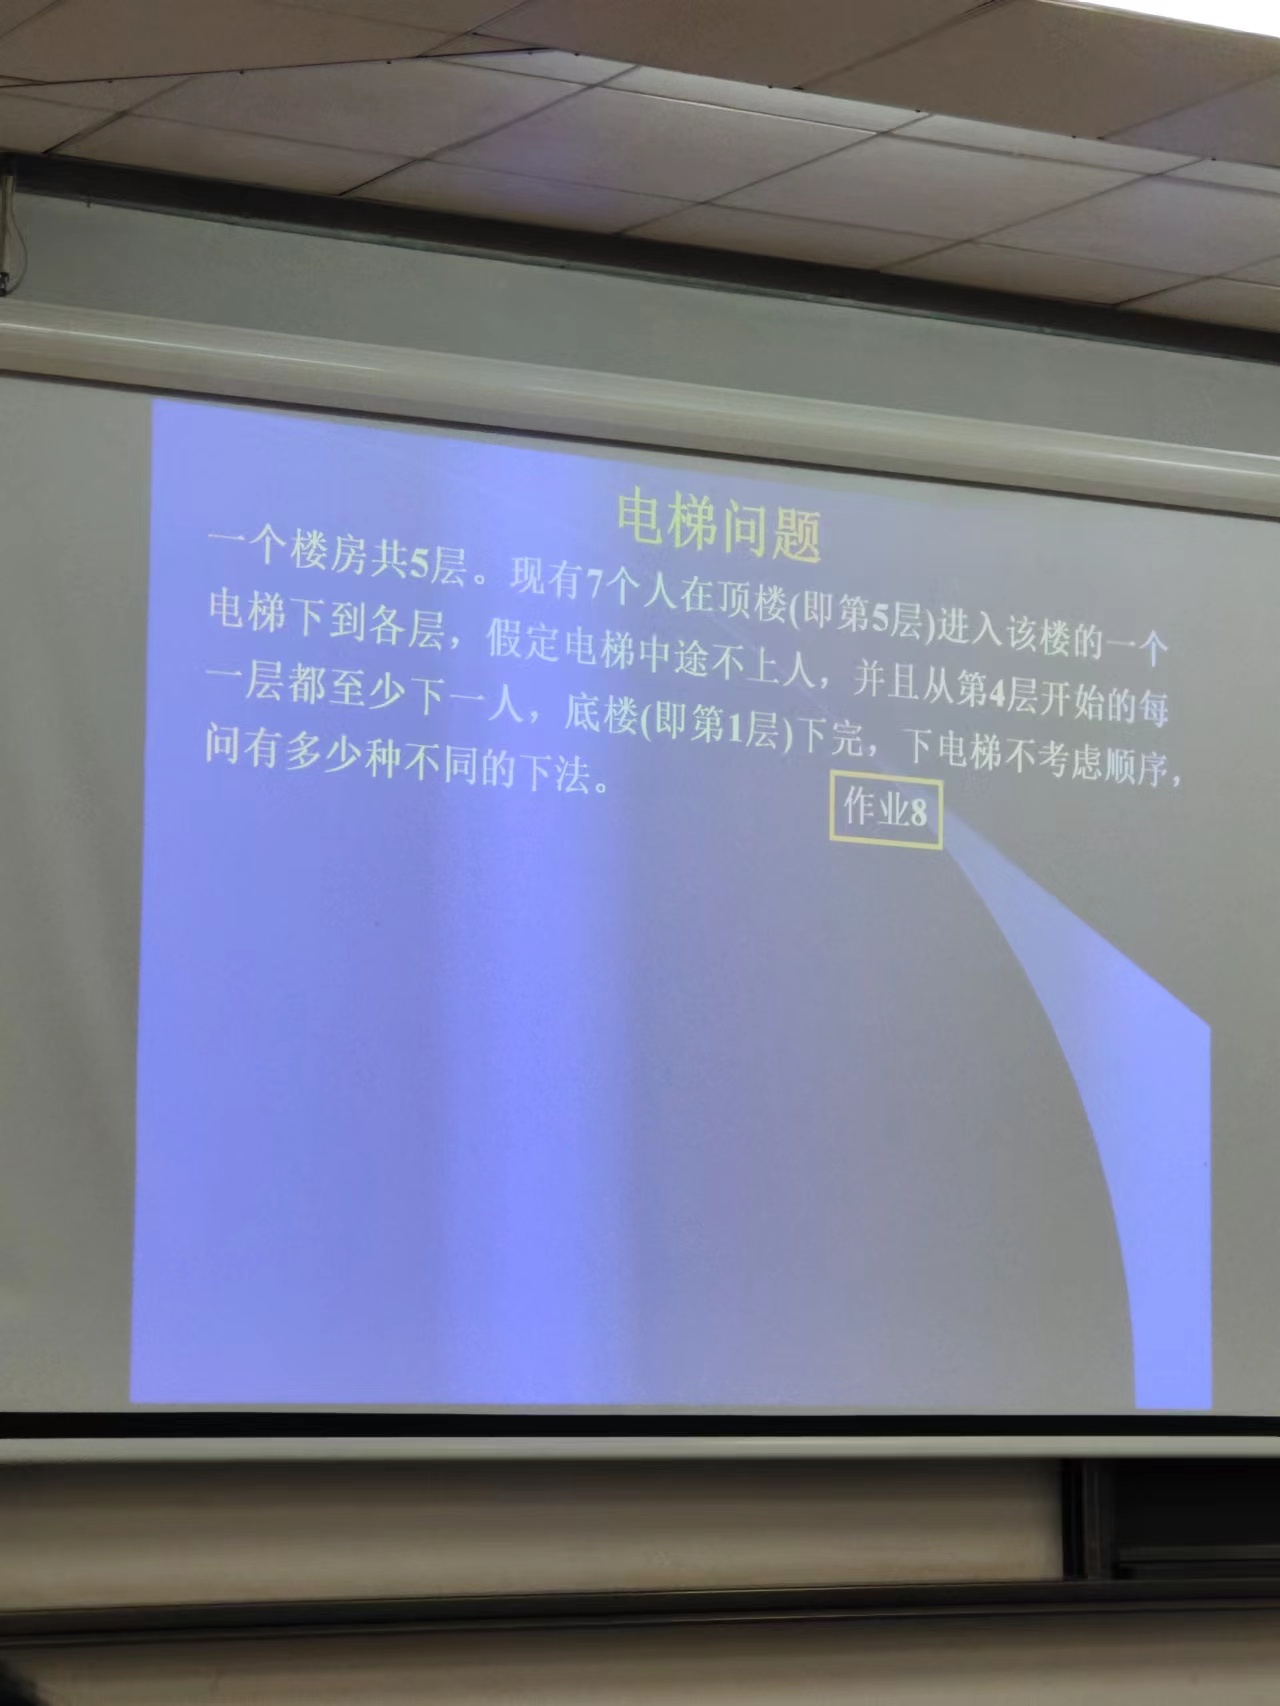 电梯问题
一个楼房共5层。现有7个人在顶楼(即第5层)进入该楼的一个
电梯下到各层，假定电梯中途不上人，并且从第4层开始的每
一层都至少下一人，底楼(即第1层)下完，下电梯不考虑顺序，
问有多少种不同的下法。
作业8